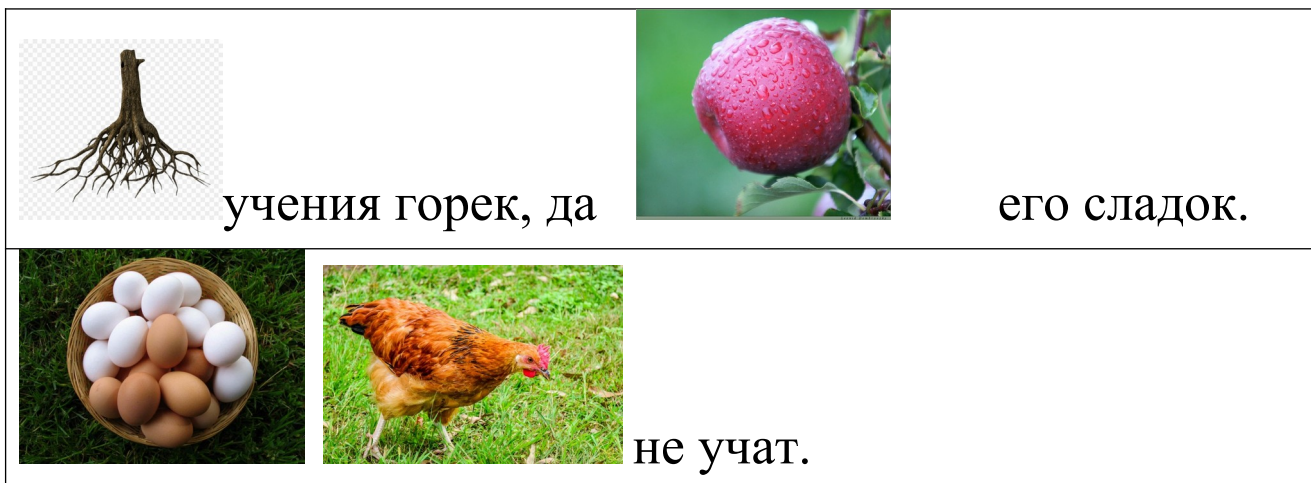 учения горек, да его сладок.
не учат.